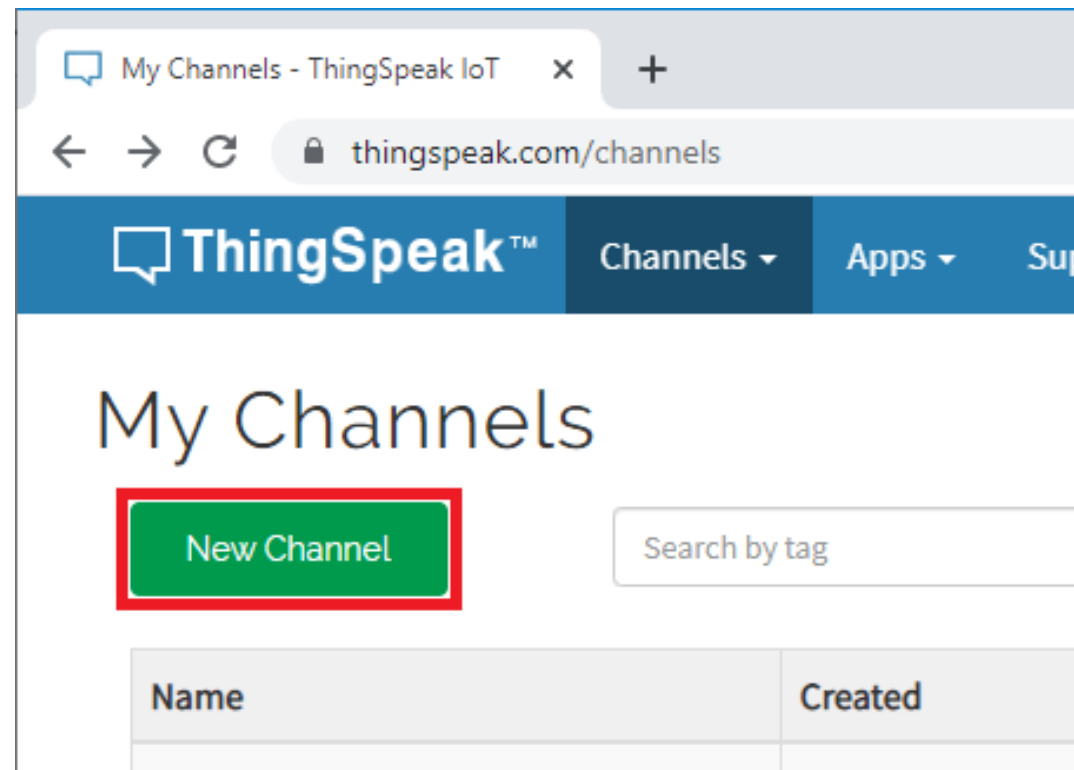 My Channels - ThingSpeak IoT
thingspeak.com/channels
ThingSpeak™ Channels Apps Su
My Channels
New Channel Search by tag
Name Created